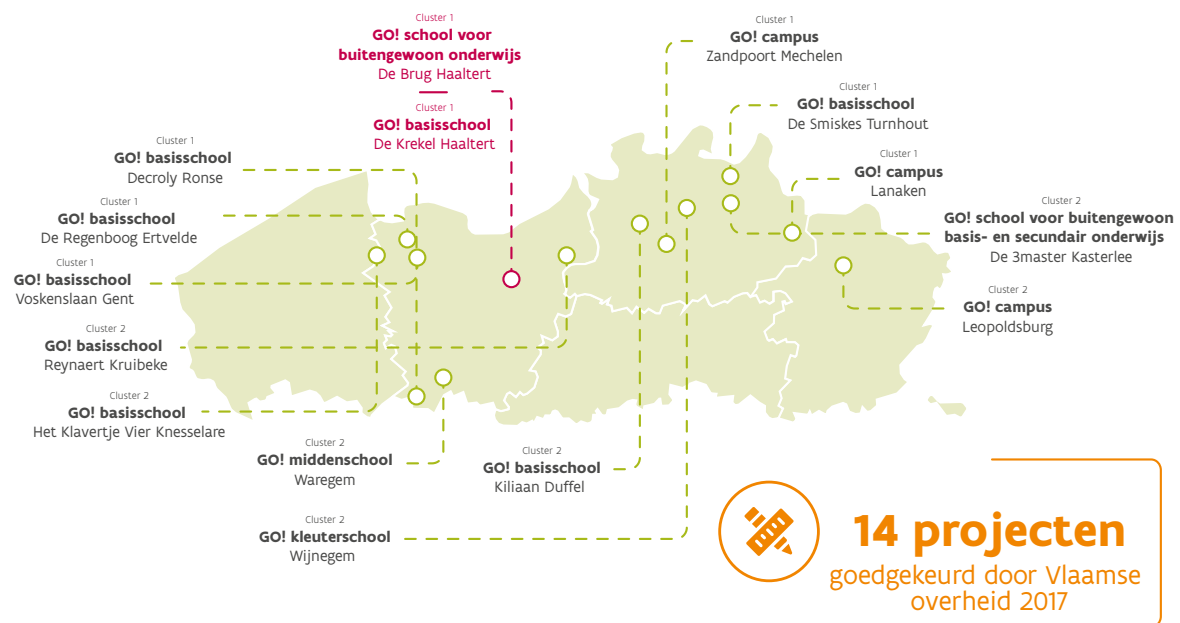 Cluster 1
GO! school voor
buitengewoon onderwijs
De Brug Haaltert
Cluster 1
GO! basisschool
De Krekel Haaltert
Cluster 1
GO! campus
Zandpoort Mechelen
Cluster 1
GO! basisschool
De Smiskes Turnhout
Cluster 1
GO! campus
Lanaken
Cluster 2
GO! school voor buitengewoon
basis- en secundair onderwijs
De 3master Kasterlee
Cluster 2
GO! campus
Leopoldsburg
Cluster 1
GO! basisschool
Decroly Ronse
Cluster 1
GO! basisschool
De Regenboog Ertvelde
Cluster 1
GO! basisschool
Voskenslaan Gent
Cluster 2
GO! basisschool
Reynaert Kruibeke
Cluster 2
GO! basisschool
Het Klavertje Vier Knesselare
Cluster 2
GO! middenschool
Waregem
Cluster 2
GO! basisschool
Kiliaan Duffel
Cluster 2
GO! kleuterschool
Wijnegem
14 projecten
goedgekeurd door Vlaamse
overheid 2017